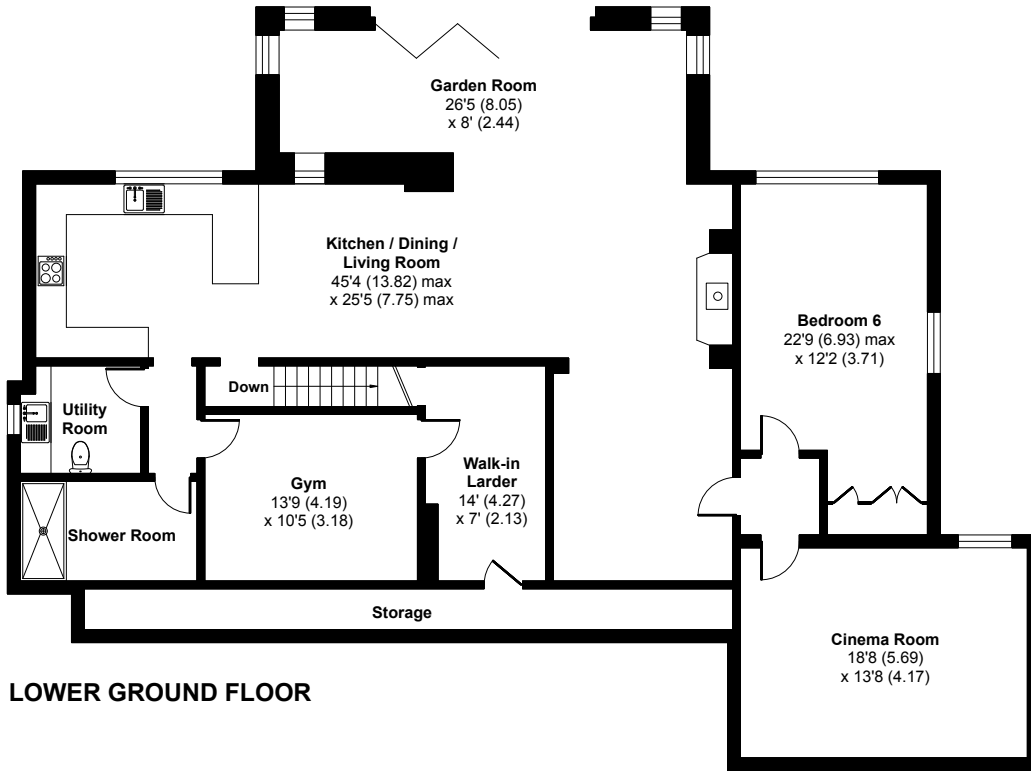 Garden Room
26'5 (8.05)
x 8' (2.44)
Kitchen / Dining /
Living Room
45'4 (13.82) max
x 25'5 (7.75) max
Bedroom 6
22'9 (6.93) max
x 12'2 (3.71)
Down
Utility
Room
Gym
13'9 (4.19)
x 10'5 (3.18)
Walk-in
Larder
14' (4.27)
x 7' (2.13)
Shower Room
Storage
Cinema Room
18'8 (5.69)
x 13'8 (4.17)
LOWER GROUND FLOOR